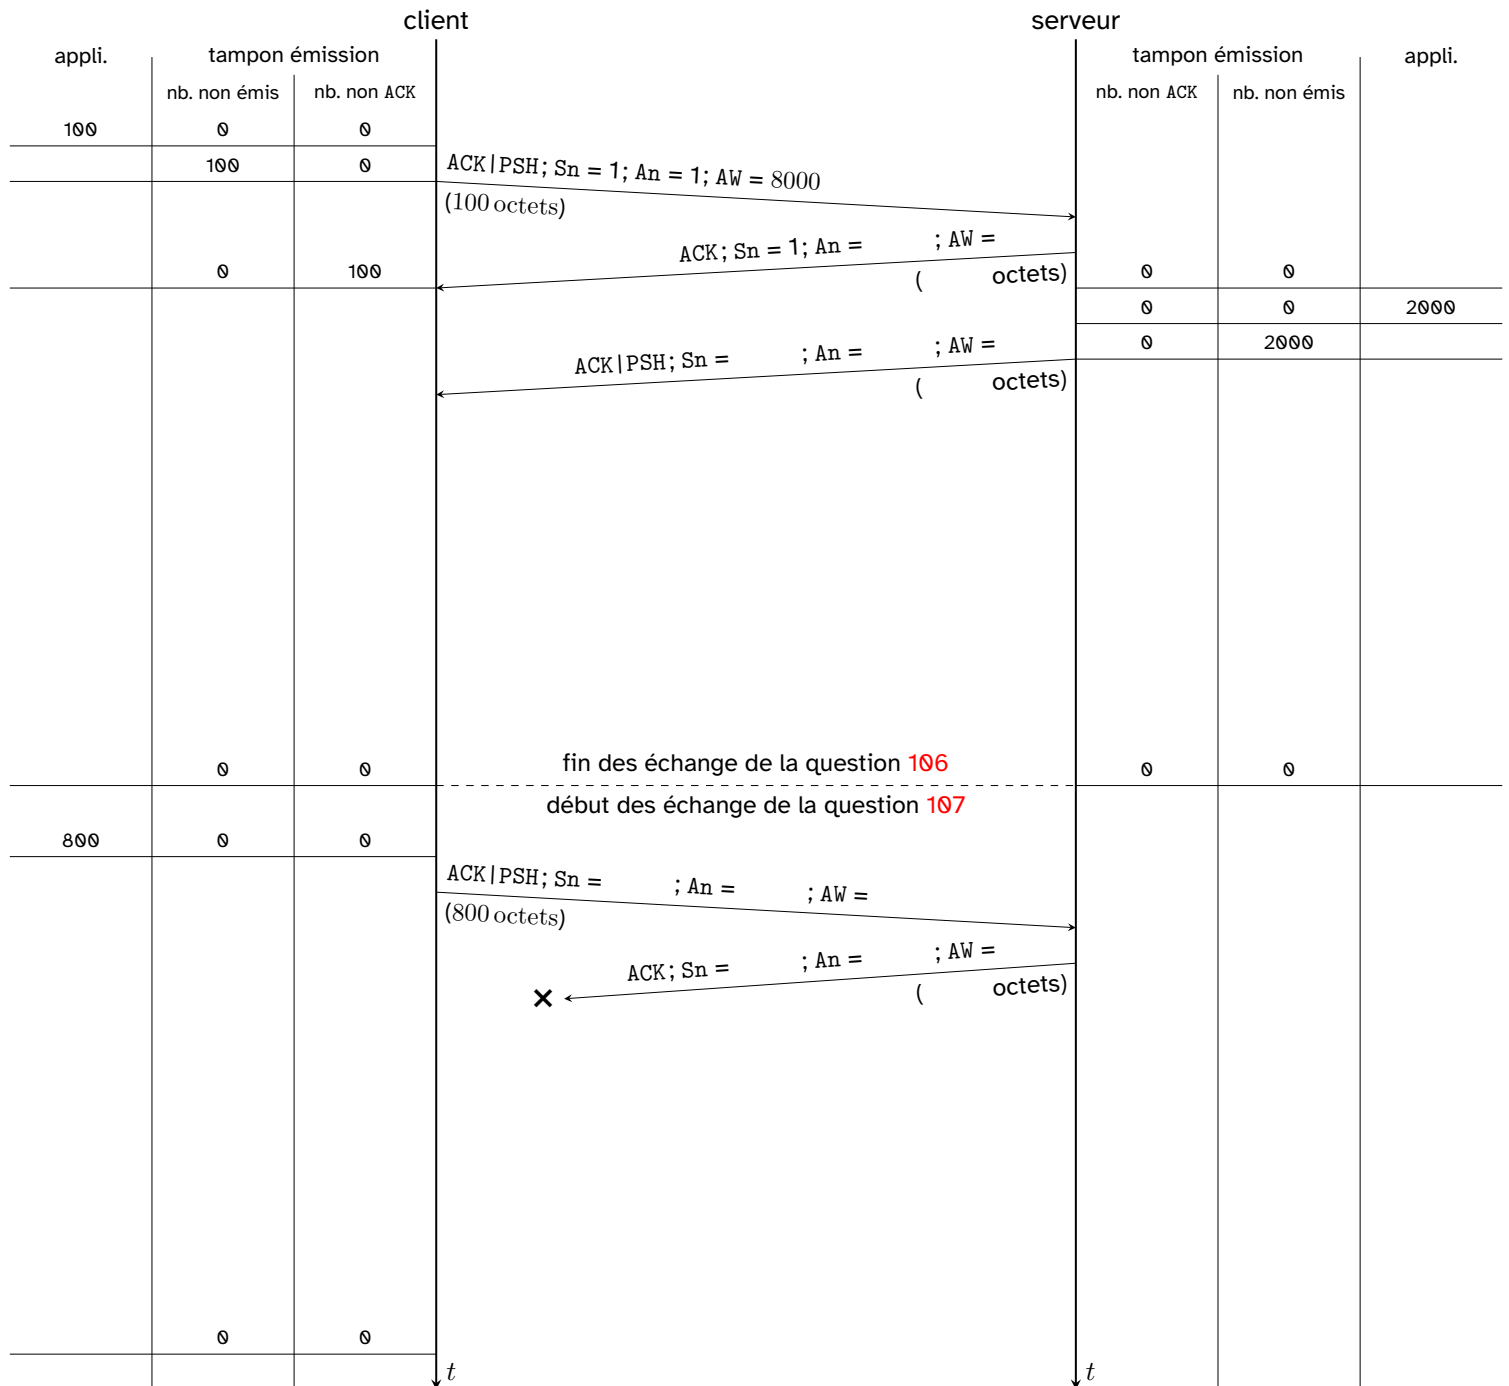 client serveur
appli. tampon émission tampon émission appli.
nb. non émis nb. non ACK nb. non ACK nb. non émis
100 0 0
100 0 ACK|PSH; Sn = 1; An = 1; AW = 8000
(100 octets)
ACK; Sn = 1; An = ; AW =
0 100 ( octets) 0 0
0 0 2000
ACK|PSH; Sn = ; An = ; AW = 0 2000
( octets)
0 0 fin des échange de la question 106 0 0
début des échange de la question 107
800 0 0
ACK|PSH; Sn = ; An = ; AW =
(800 octets)
ACK; Sn = ; An = ; AW =
( octets)
0 0
t t